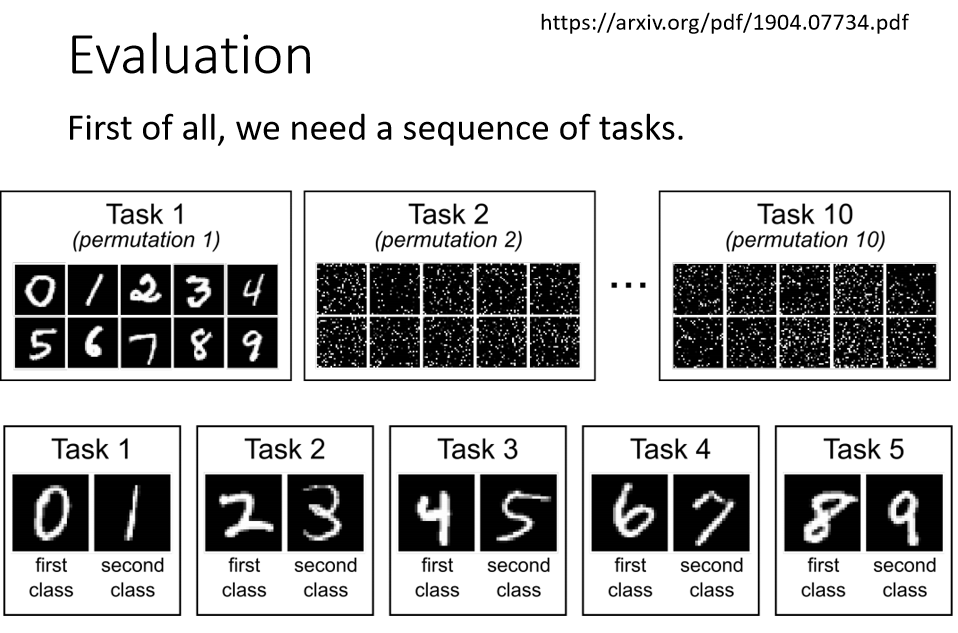 https://arxiv.org/pdf/1904.07734.pdf
Evaluation
First of all, we need a sequence of tasks.
Task 1
(permutation 1)
0 1 2 3 4
5 6 7 8 9
Task 2
(permutation 2)
...
Task 10
(permutation 10)
Task 1
0 1
first second
class class
Task 2
2 3
first second
class class
Task 3
4 5
first second
class class
Task 4
6 7
first second
class class
Task 5
8 9
first second
class class